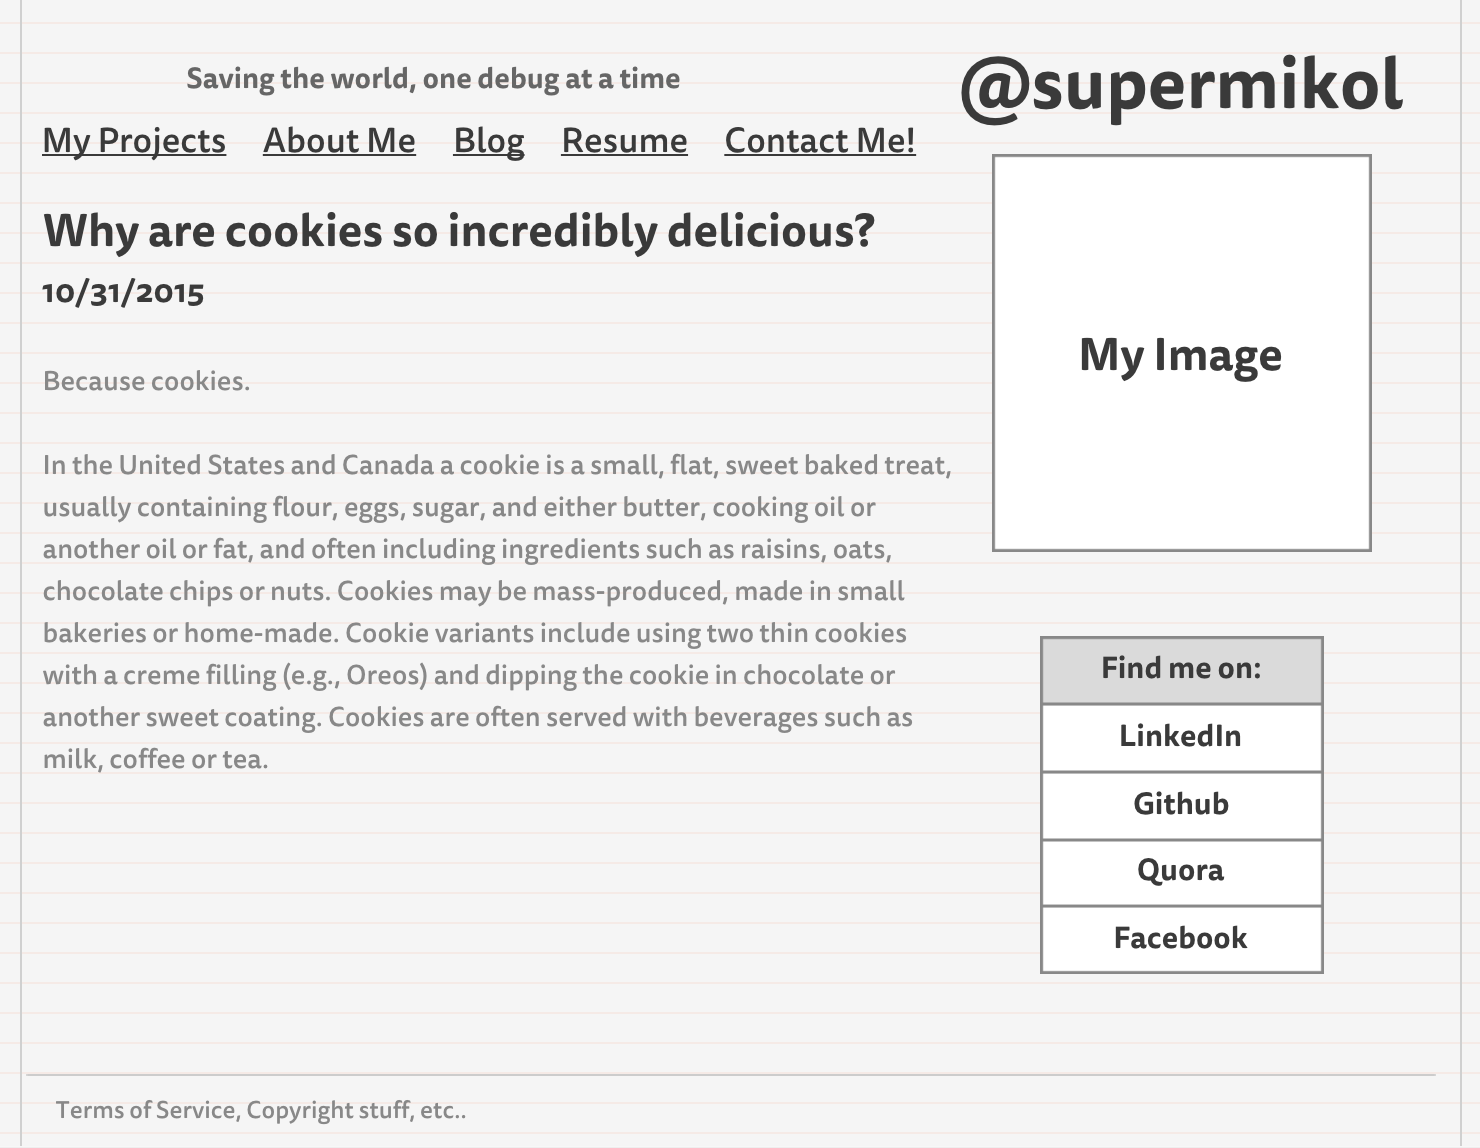 Saving the world, one debug at a time
@supermikol
My Projects About Me Blog Resume Contact Me!
Why are cookies so incredibly delicious?
10/31/2015
Because cookies.
In the United States and Canada a cookie is a small, flat, sweet baked treat,
usually containing flour, eggs, sugar, and either butter, cooking oil or
another oil or fat, and often including ingredients such as raisins, oats,
chocolate chips or nuts. Cookies may be mass-produced, made in small
bakeries or home-made. Cookie variants include using two thin cookies
with a creme filling (e.g., Oreos) and dipping the cookie in chocolate or
another sweet coating. Cookies are often served with beverages such as
milk, coffee or tea.
My Image
Find me on:
LinkedIn
Github
Quora
Facebook
Terms of Service, Copyright stuff, etc..